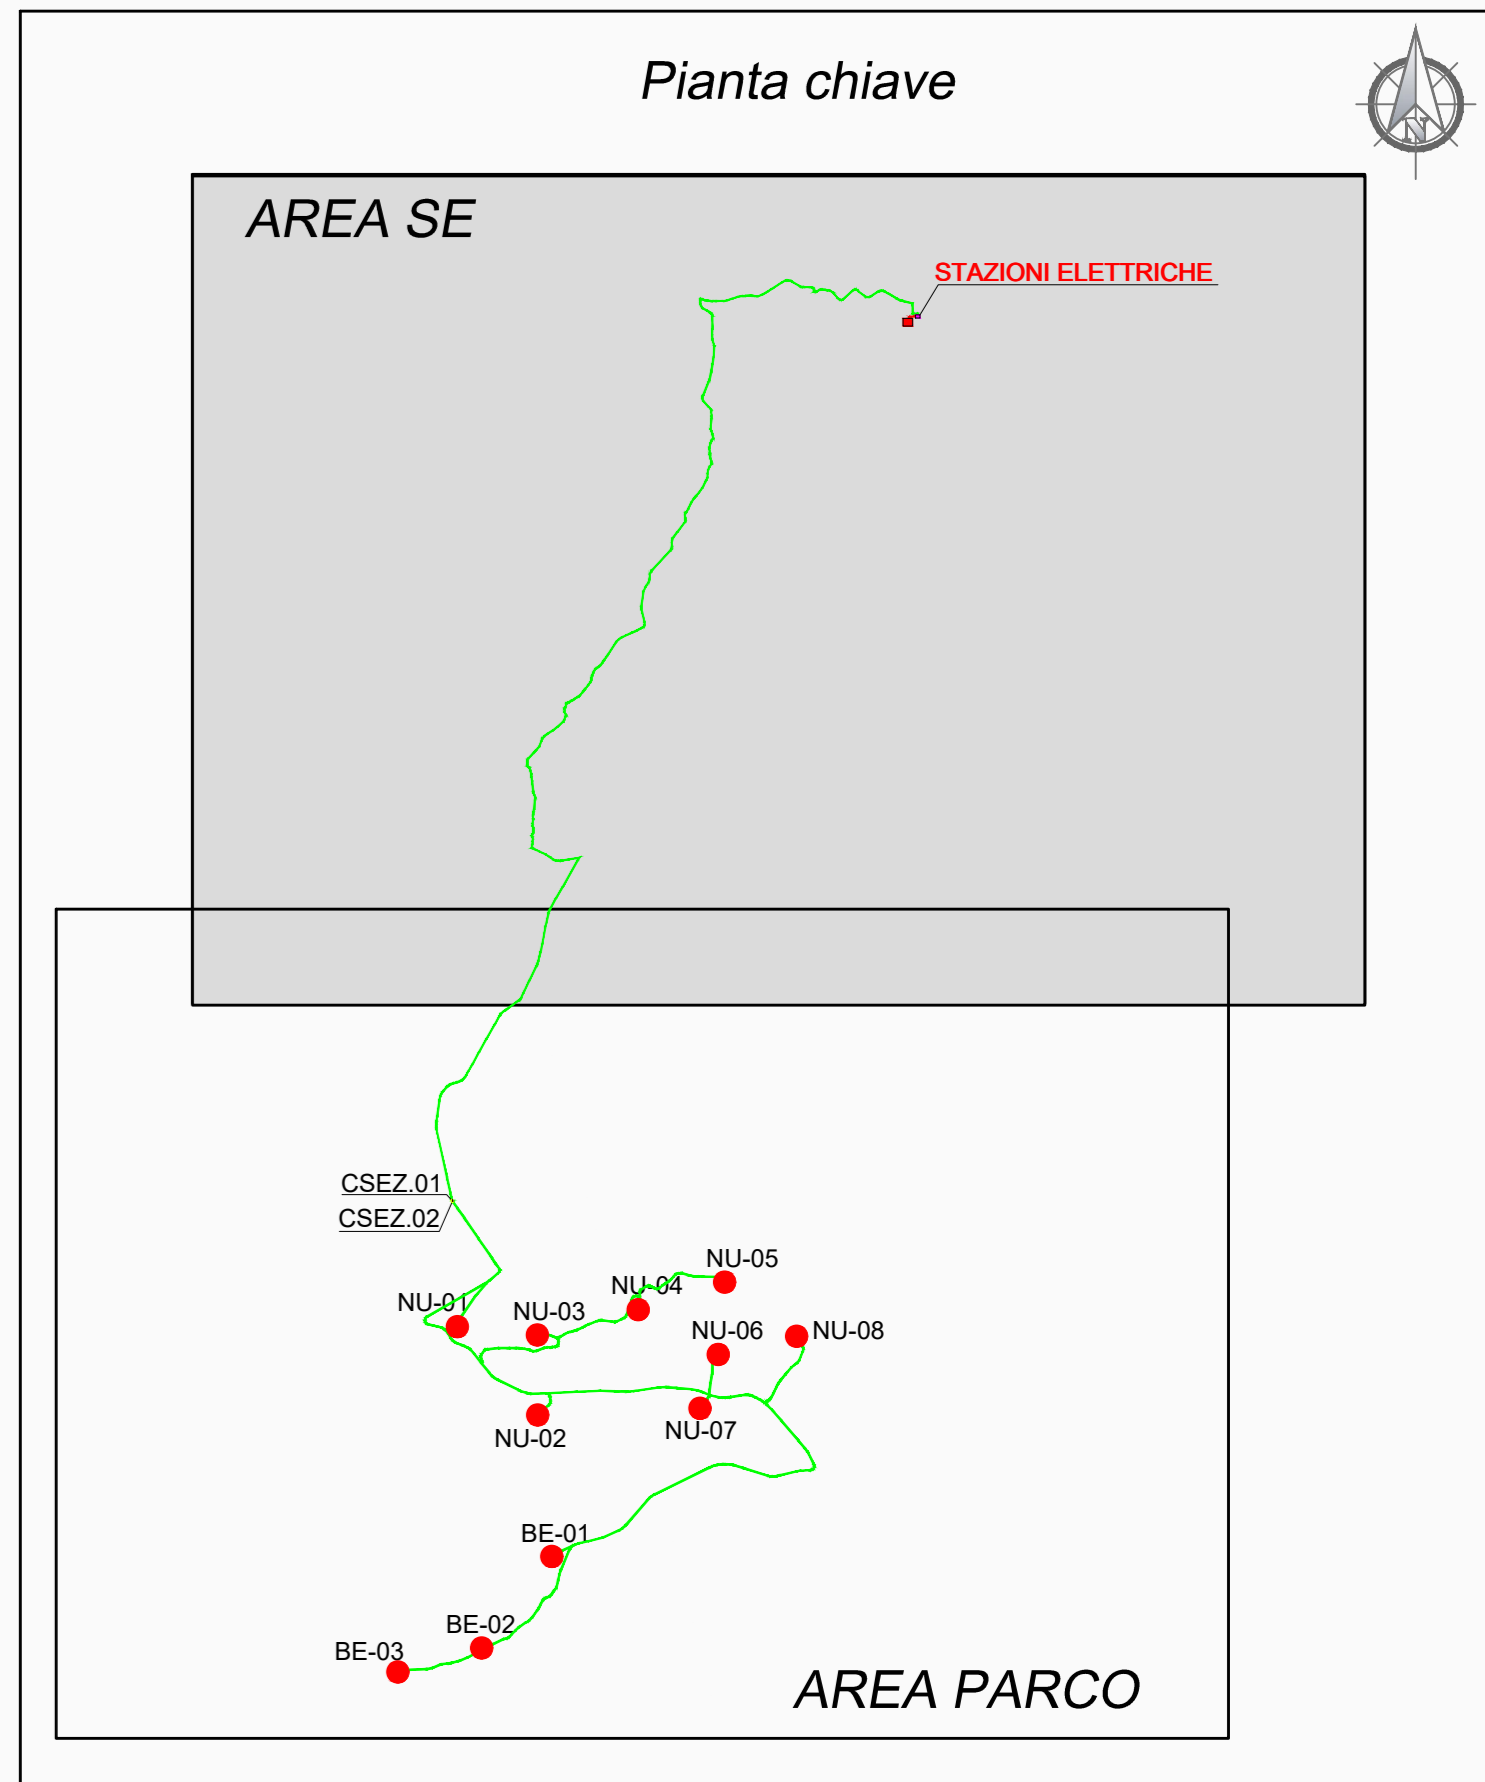 Pianta chiave
N
AREA SE
STAZIONI ELETTRICHE
CSEZ.01
CSEZ.02
NU-05
NU-04
NU-01
NU-03
NU-06
NU-08
NU-02
NU-07
BE-01
BE-02
BE-03
AREA PARCO